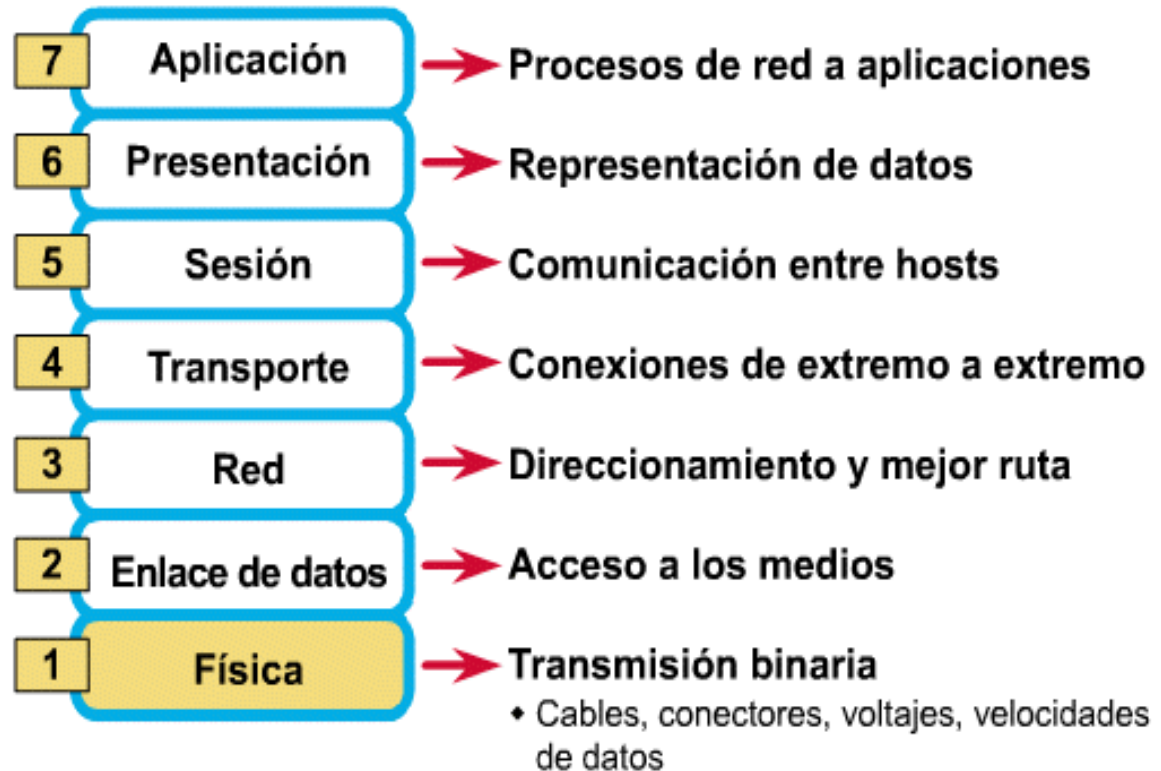 7 Aplicación Procesos de red a aplicaciones
6 Presentación Representación de datos
5 Sesión Comunicación entre hosts
4 Transporte Conexiones de extremo a extremo
3 Red Direccionamiento y mejor ruta
2 Enlace de datos Acceso a los medios
1 Física Transmisión binaria
◆ Cables, conectores, voltajes, velocidades
de datos